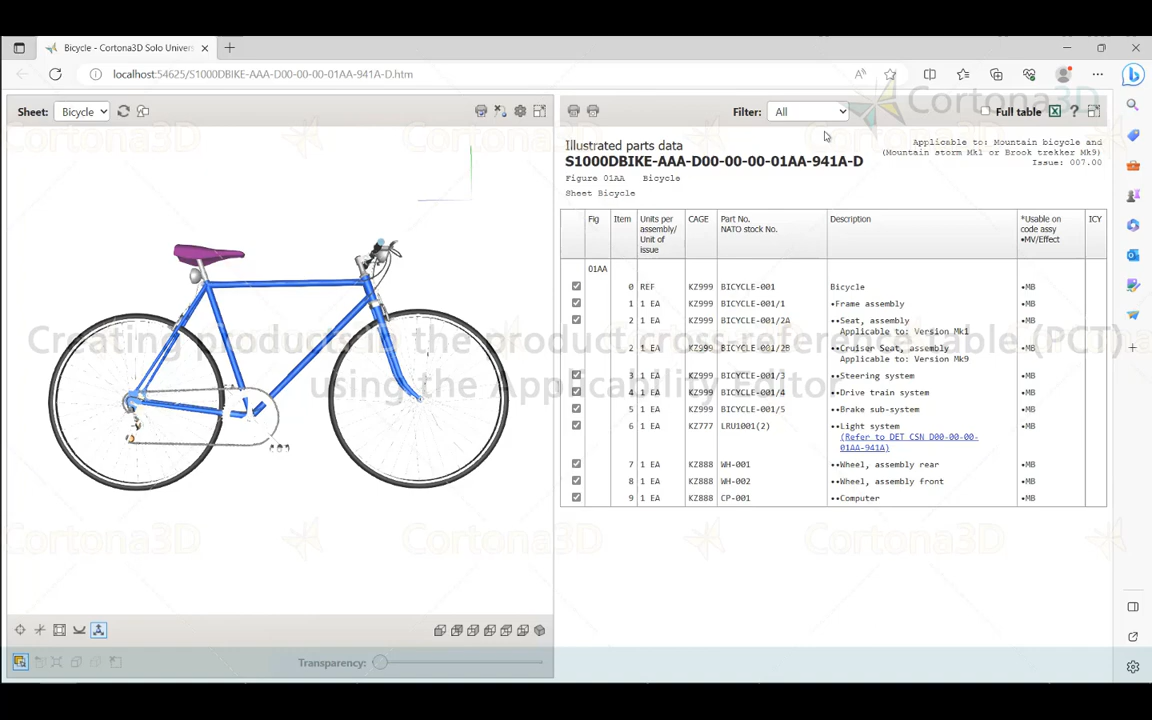 Bicycle - Cortona3D Solo Univers
localhost:54625/S1000DBIKE-AAA-D00-00-00-01AA-941A-D.htm
Sheet: Bicycle
Filter: All
Full table
Cortona3D
Illustrated parts data
S1000DBIKE-AAA-D00-00-00-01AA-941A-D
Figure 01AA Bicycle
Sheet Bicycle
Applicable to: Mountain bicycle and
(Mountain storm Mk1 or Brook trekker Mk9)
Issue: 007.00
Fig Item Units per assembly/ Unit of issue CAGE Part No. NATO stock No. Description *Usable on code assy •MV/Effect ICY
01AA
0 REF KZ999 BICYCLE-001 Bicycle •MB
1 1 EA KZ999 BICYCLE-001/1 •Frame assembly •MB
2 1 EA KZ999 BICYCLE-001/2A ••Seat, assembly •MB
Applicable to: Version Mk1
2 1 EA KZ999 BICYCLE-001/2B ••Cruiser Seat, assembly •MB
Applicable to: Version Mk9
3 1 EA KZ999 BICYCLE-001/3 ••Steering system •MB
4 1 EA KZ999 BICYCLE-001/4 ••Drive train system •MB
5 1 EA KZ999 BICYCLE-001/5 ••Brake sub-system •MB
6 1 EA KZ777 LRU1001(2) ••Light system •MB
(Refer to DET CSN D00-00-00-
01AA-941A)
7 1 EA KZ888 WH-001 ••Wheel, assembly rear •MB
8 1 EA KZ888 WH-002 ••Wheel, assembly front •MB
9 1 EA KZ888 CP-001 ••Computer •MB
Creating products in the product cross-reference table (PCT)
using the Applicability Editor
Cortona3D Cortona3D Cortona3D
Transparency: